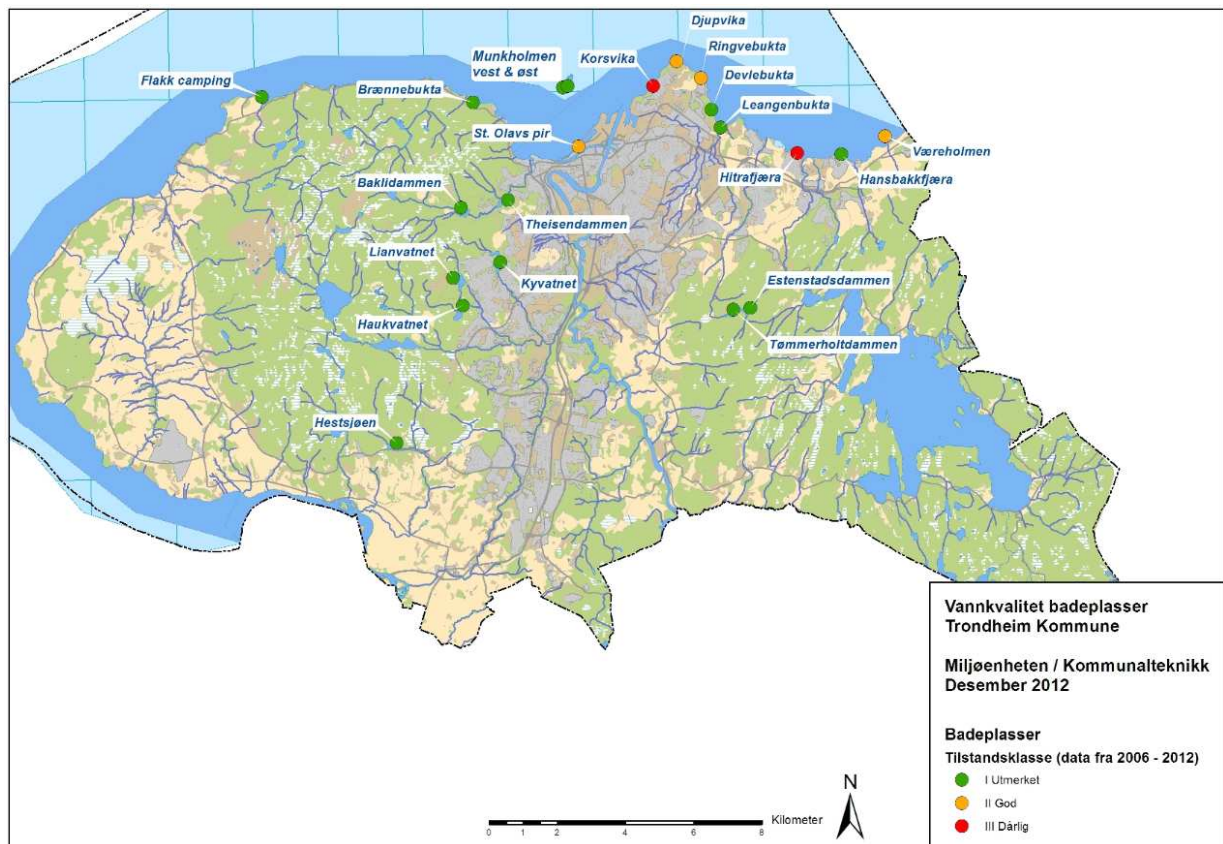 Djupvika
Ringvebukta
Munkholmen
vest & øst
Korsvika
Flakk camping
Brænnebukta
Devlebukta
Leangenbukta
St. Olavs pir
Væreholmen
Hitrafjæra
Hansbakkfjæra
Baklidammen
Theisendammen
Lianvatnet
Kyvatnet
Haukvatnet
Estenstadsdammen
Tømmerholtdammen
Hestsjøen
Vannkvalitet badeplasser
Trondheim Kommune
Miljøenheten / Kommunalteknikk
Desember 2012
Badeplasser
Tilstandsklasse (data fra 2006 - 2012)
I Utmerket
II God
III Dårlig
N
Kilometer
0 1 2 4 6 8